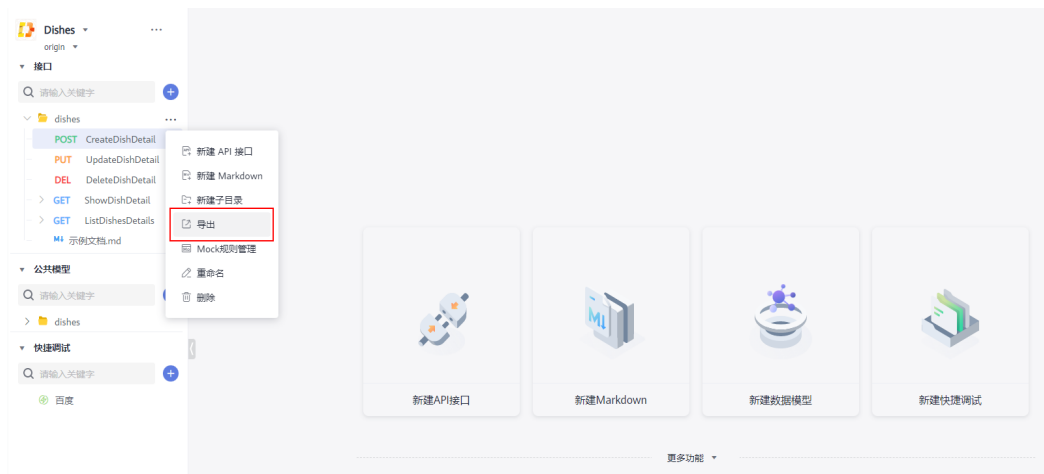 Dishes
origin
接口
请输入关键字
dishes
POST CreateDishDetail
PUT UpdateDishDetail
DEL DeleteDishDetail
GET ShowDishDetail
GET ListDishesDetails
M↓ 示例文档.md
新建 API 接口
新建 Markdown
新建子目录
导出
Mock规则管理
重命名
删除
公共模型
请输入关键字
dishes
快捷调试
请输入关键字
百度
新建API接口
新建Markdown
新建数据模型
新建快捷调试
更多功能